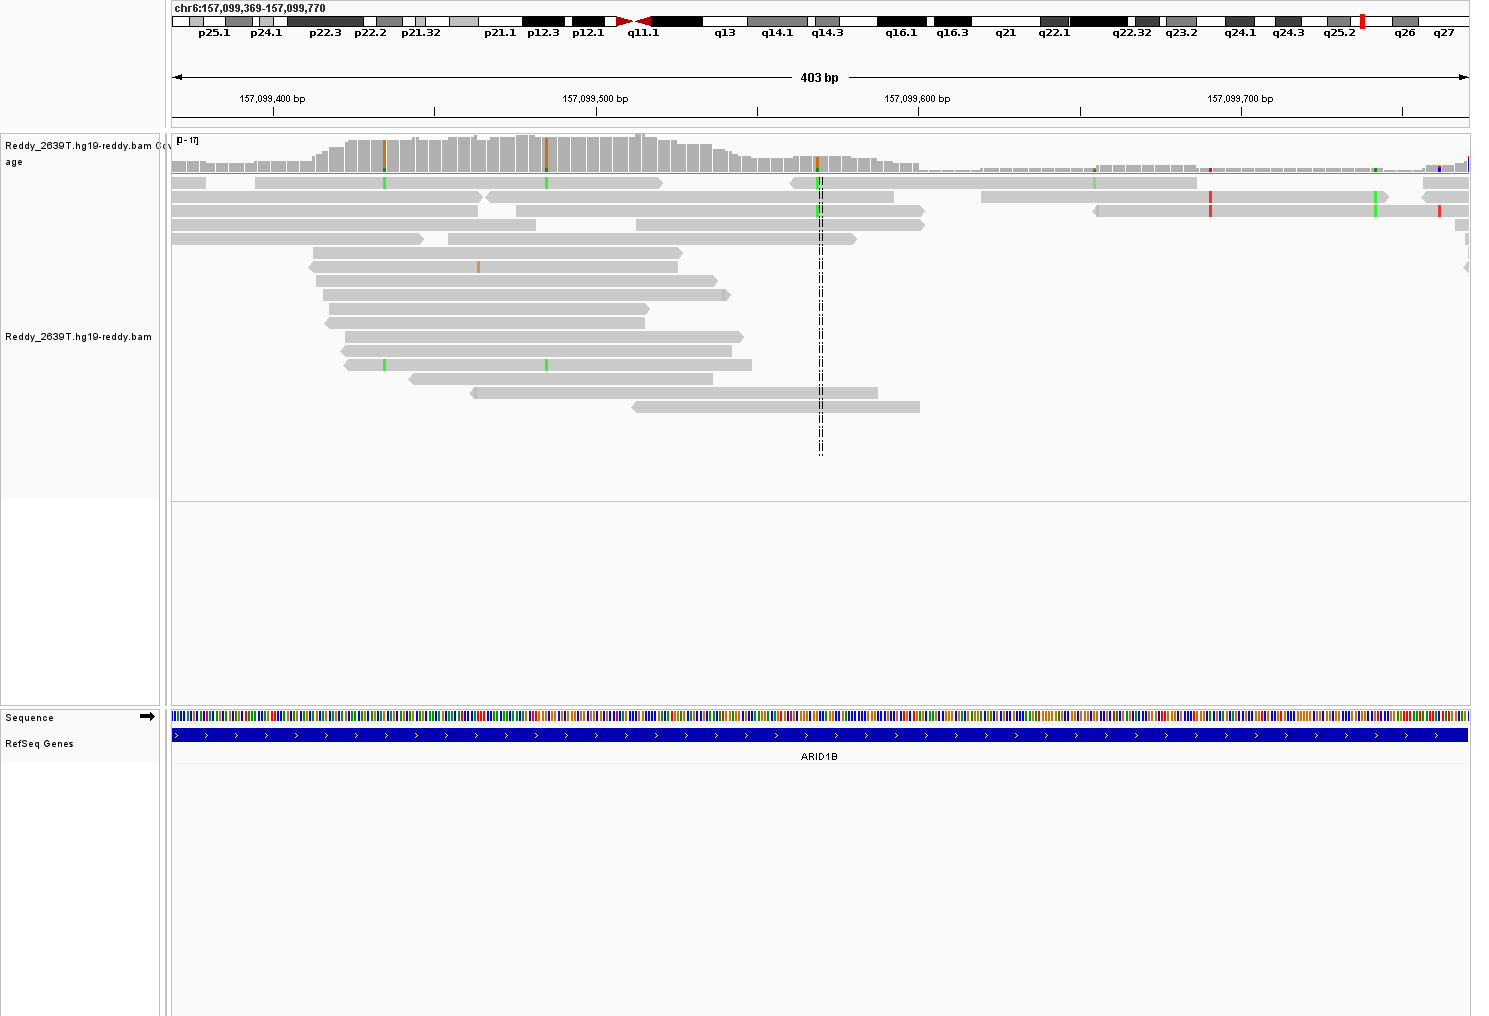 chr6:157,099,369-157,099,770
p25.1 p24.1 p22.3 p22.2 p21.32 p21.1 p12.3 p12.1 q11.1 q13 q14.1 q14.3 q16.1 q16.3 q21 q22.1 q22.32 q23.2 q24.1 q24.3 q25.2 q26 q27
403 bp
157,099,400 bp 157,099,500 bp 157,099,600 bp 157,099,700 bp
[0 - 17]
Reddy_2639T.hg19-reddy.bam Cov
age
Reddy_2639T.hg19-reddy.bam
Sequence
RefSeq Genes
ARID1B